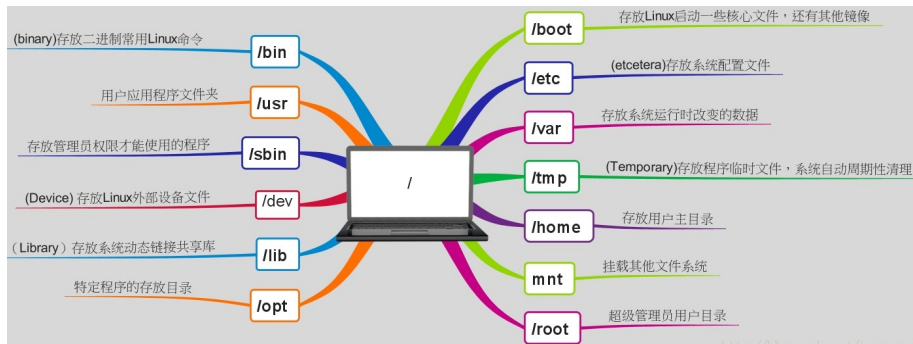 (binary)存放二进制常用Linux命令
/bin
用户应用程序文件夹
/usr
存放管理员权限才能使用的程序
/sbin
(Device) 存放Linux外部设备文件
/dev
（Library）存放系统动态链接共享库
/lib
特定程序的存放目录
/opt
/
/boot
存放Linux启动一些核心文件，还有其他镜像
/etc
(etcetera)存放系统配置文件
/var
存放系统运行时改变的数据
/tmp
(Temporary)存放程序临时文件，系统自动周期性清理
/home
存放用户主目录
mnt
挂载其他文件系统
/root
超级管理员用户目录